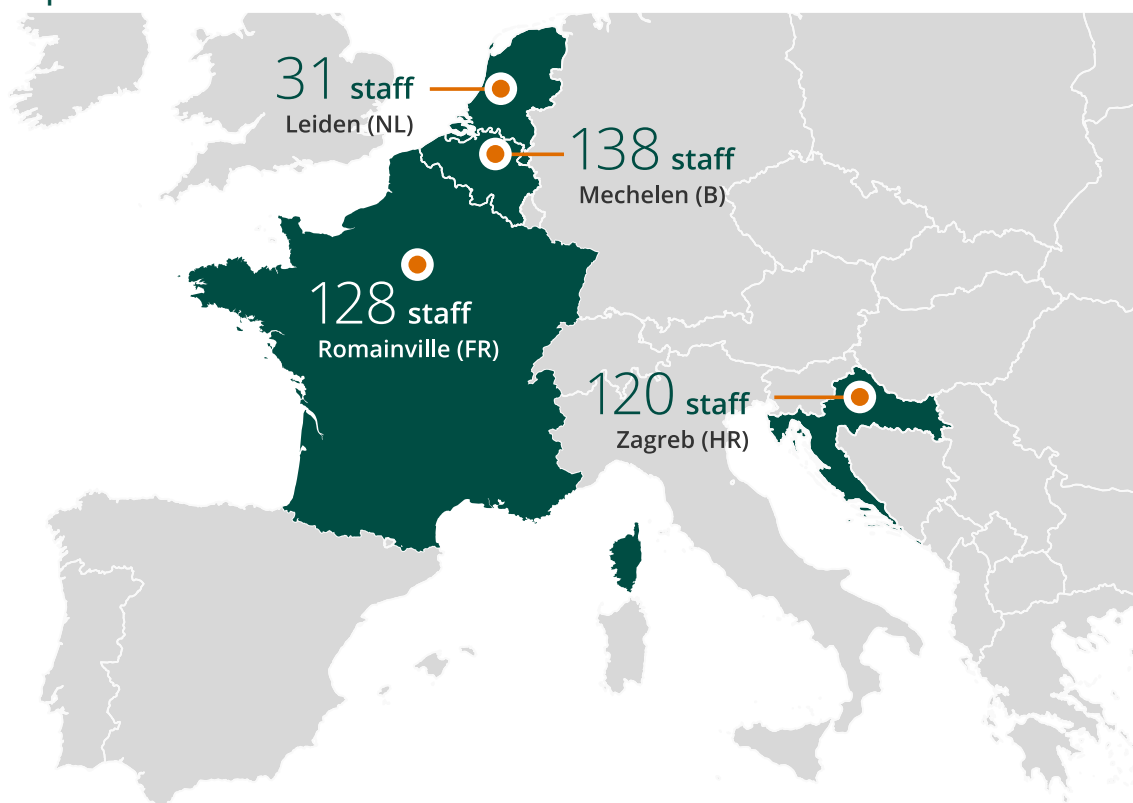 31 staff
Leiden (NL)
138 staff
Mechelen (B)
128 staff
Romainville (FR)
120 staff
Zagreb (HR)